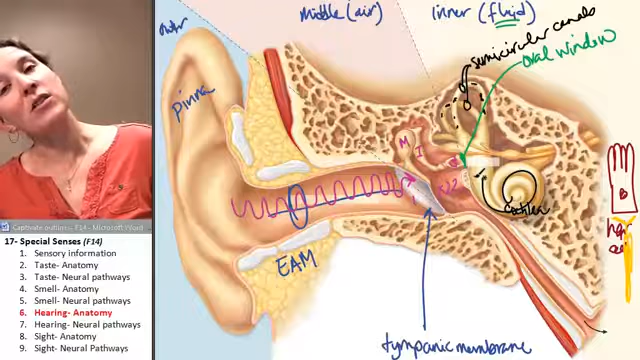 outer
middle (air)
inner (fluid)
semicircular canals
oval window
pinna
M
I
EAM
cochlea
tympanic membrane
Captivate outlines - F14 - Microsoft Word
17- Special Senses (F14)
1. Sensory information
2. Taste- Anatomy
3. Taste- Neural pathways
4. Smell- Anatomy
5. Smell- Neural pathways
6. Hearing- Anatomy
7. Hearing- Neural pathways
8. Sight- Anatomy
9. Sight- Neural Pathways